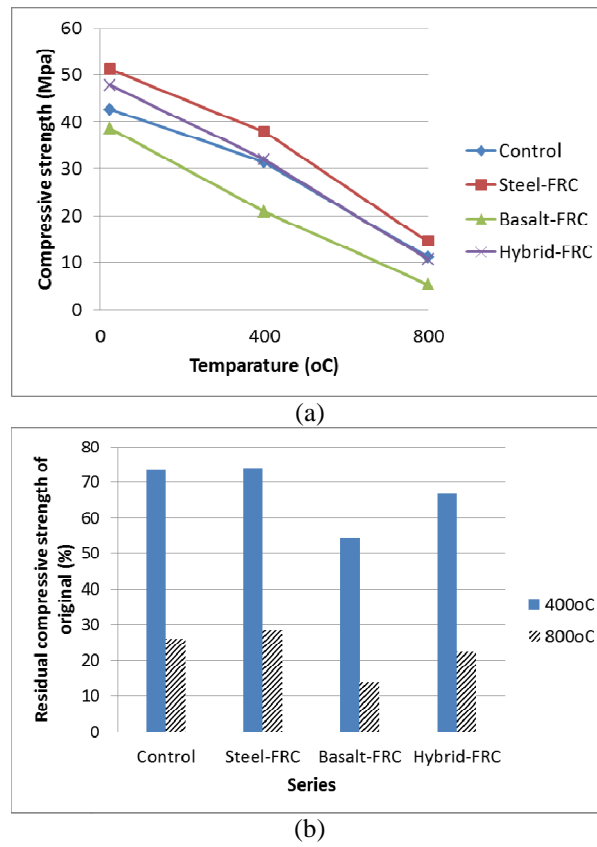 60
50
40
30
20
10
0
Compressive strength (Mpa)
0
400
800
Temparature (oC)
Control
Steel-FRC
Basalt-FRC
Hybrid-FRC
(a)
80
70
60
50
40
30
20
10
0
Residual compressive strength of
original (%)
Control
Steel-FRC
Basalt-FRC
Hybrid-FRC
Series
400oC
800oC
(b)